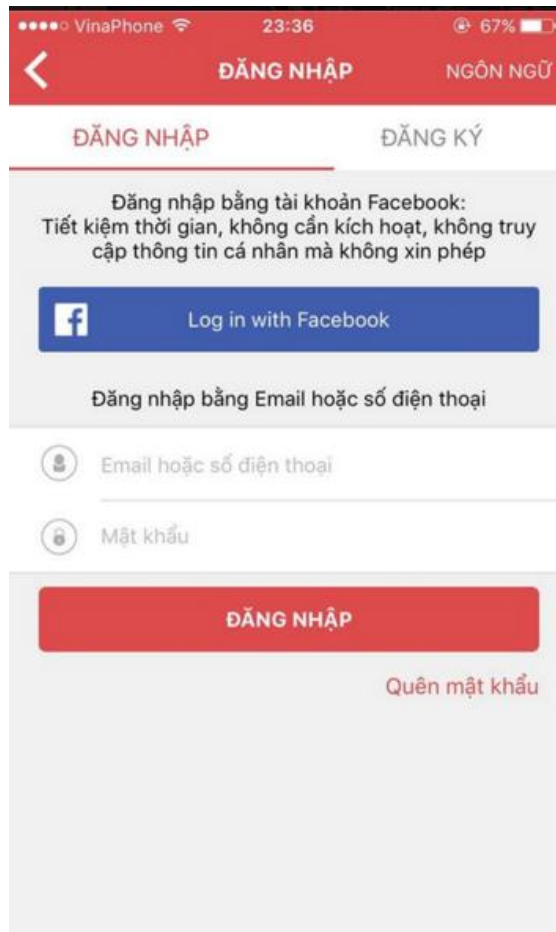 VinaPhone 23:36 67%
ĐĂNG NHẬP NGÔN NGỮ
ĐĂNG NHẬP ĐĂNG KÝ
Đăng nhập bằng tài khoản Facebook:
Tiết kiệm thời gian, không cần kích hoạt, không truy
cập thông tin cá nhân mà không xin phép
Log in with Facebook
Đăng nhập bằng Email hoặc số điện thoại
Email hoặc số điện thoại
Mật khẩu
ĐĂNG NHẬP
Quên mật khẩu